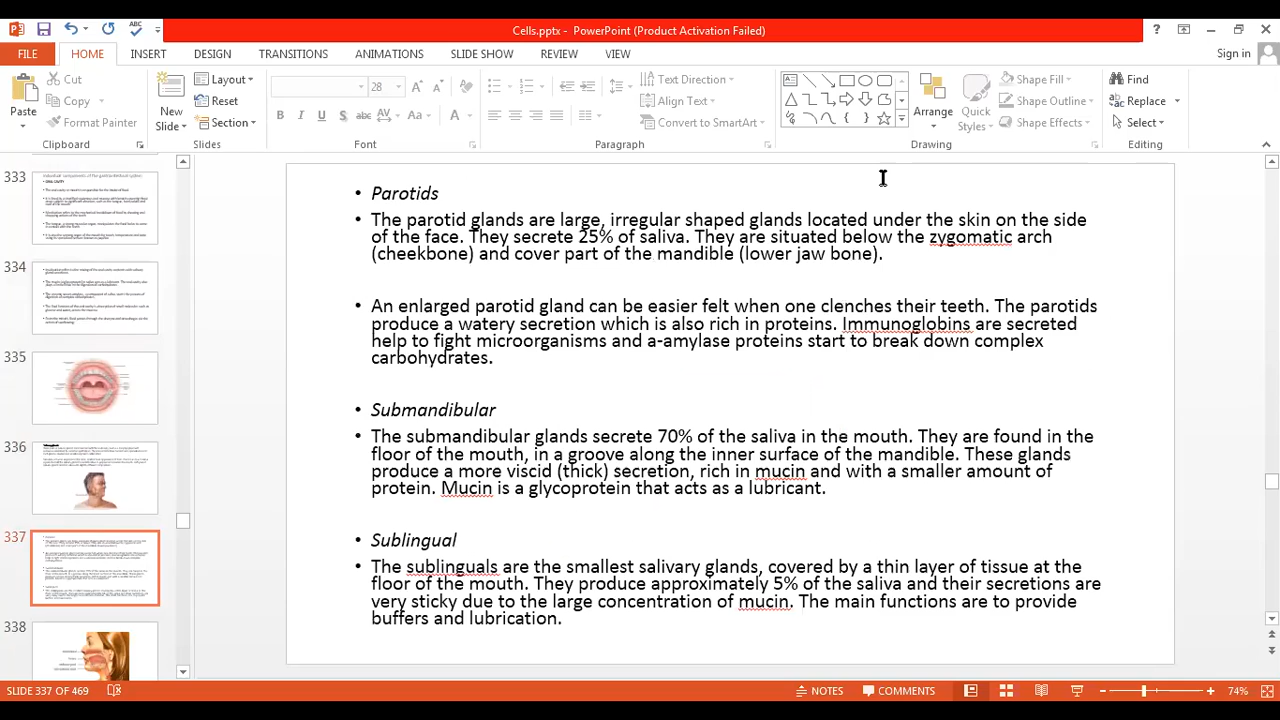 Cells.pptx - PowerPoint (Product Activation Failed)
Sign in
FILE HOME INSERT DESIGN TRANSITIONS ANIMATIONS SLIDE SHOW REVIEW VIEW
Paste
Cut
Copy
Format Painter
Clipboard
New Slide
Layout
Reset
Section
Slides
28
Font
Paragraph
Text Direction
Align Text
Convert to SmartArt
Arrange
Quick Styles
Shape Fill
Shape Outline
Shape Effects
Drawing
Find
Replace
Select
Editing
333
334
335
336
337
338
• Parotids
• The parotid glands are large, irregular shaped glands located under the skin on the side
of the face. They secrete 25% of saliva. They are situated below the zygomatic arch
(cheekbone) and cover part of the mandible (lower jaw bone).
• An enlarged parotid gland can be easier felt when one clenches their teeth. The parotids
produce a watery secretion which is also rich in proteins. Immunoglobins are secreted
help to fight microorganisms and a-amylase proteins start to break down complex
carbohydrates.
• Submandibular
• The submandibular glands secrete 70% of the saliva in the mouth. They are found in the
floor of the mouth, in a groove along the inner surface of the mandible. These glands
produce a more viscid (thick) secretion, rich in mucin and with a smaller amount of
protein. Mucin is a glycoprotein that acts as a lubricant.
• Sublingual
• The sublinguals are the smallest salivary glands, covered by a thin layer of tissue at the
floor of the mouth. They produce approximately 5% of the saliva and their secretions are
very sticky due to the large concentration of mucin. The main functions are to provide
buffers and lubrication.
SLIDE 337 OF 469
NOTES
COMMENTS
74%